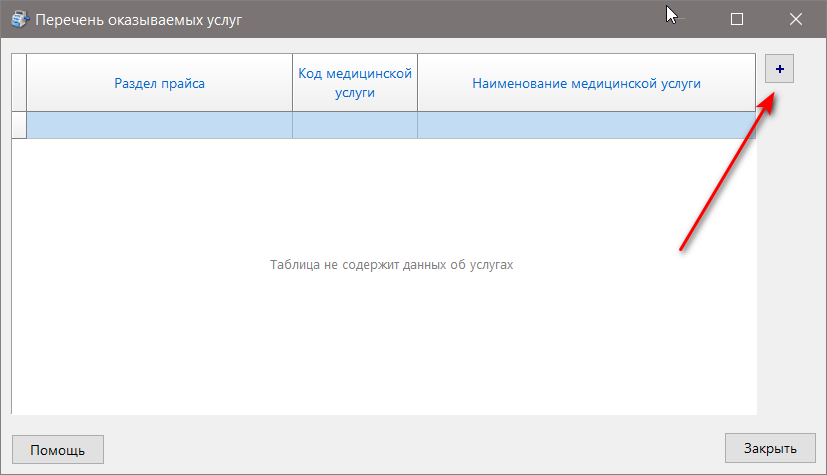 Перечень оказываемых услуг
Раздел прайса
Код медицинской
услуги
Наименование медицинской услуги
+
Таблица не содержит данных об услугах
Помощь
Закрыть